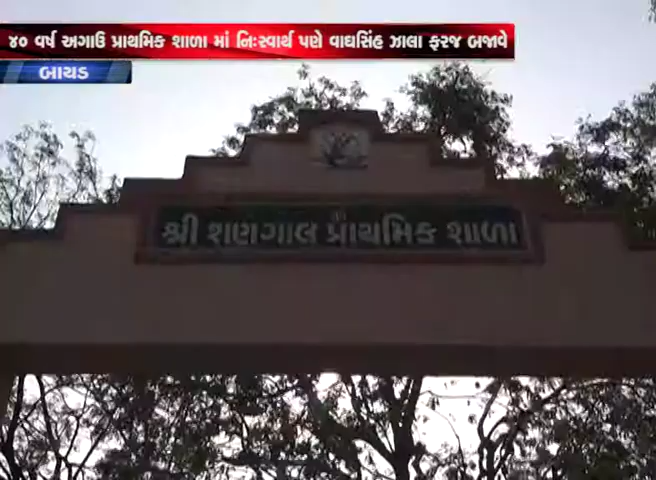 ૪૦ વર્ષ અગાઉ પ્રાથમિક શાળા માં નિઃસ્વાર્થ પણે વાઘસિંહ ઝાલા ફરજ બજાવે
બાયડ
શ્રી શણગાલ પ્રાથમિક શાળા